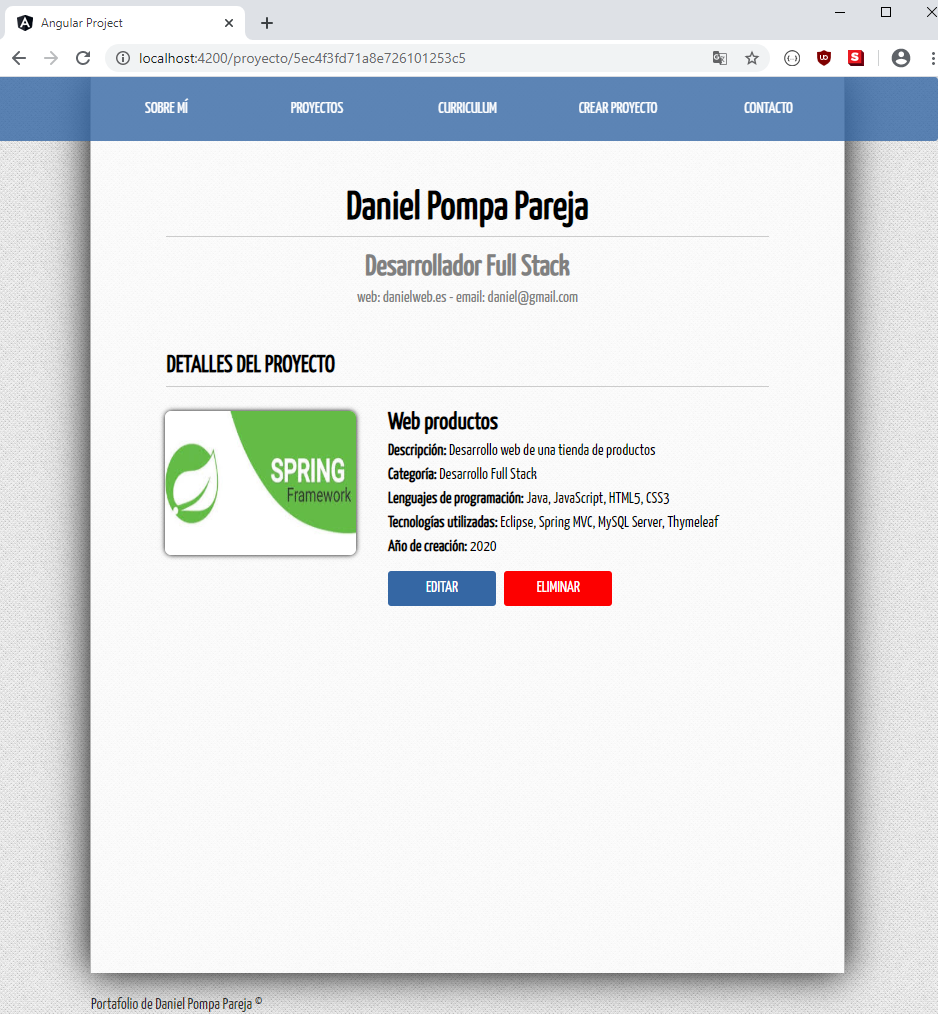 Angular Project
localhost:4200/proyecto/5ec4f3fd71a8e726101253c5
SOBRE MÍ PROYECTOS CURRICULUM CREAR PROYECTO CONTACTO
Daniel Pompa Pareja
Desarrollador Full Stack
web: danielweb.es - email: daniel@gmail.com
DETALLES DEL PROYECTO
SPRING
Framework
Web productos
Descripción: Desarrollo web de una tienda de productos
Categoría: Desarrollo Full Stack
Lenguajes de programación: Java, JavaScript, HTML5, CSS3
Tecnologías utilizadas: Eclipse, Spring MVC, MySQL Server, Thymeleaf
Año de creación: 2020
EDITAR ELIMINAR
Portafolio de Daniel Pompa Pareja ©